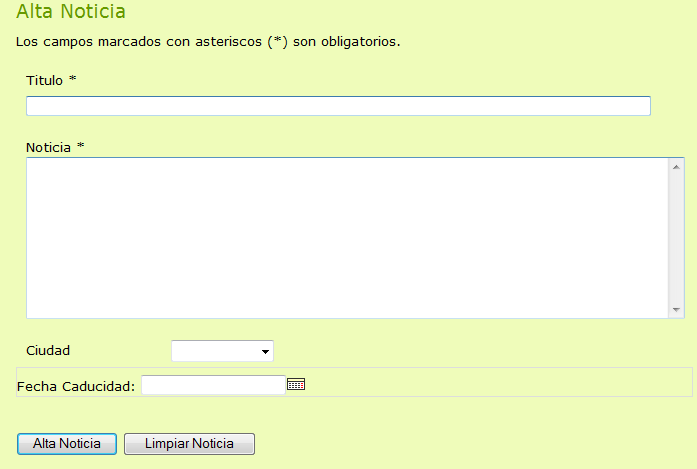 Alta Noticia
Los campos marcados con asteriscos (*) son obligatorios.
Titulo *
Noticia *
Ciudad
Fecha Caducidad:
Alta Noticia Limpiar Noticia